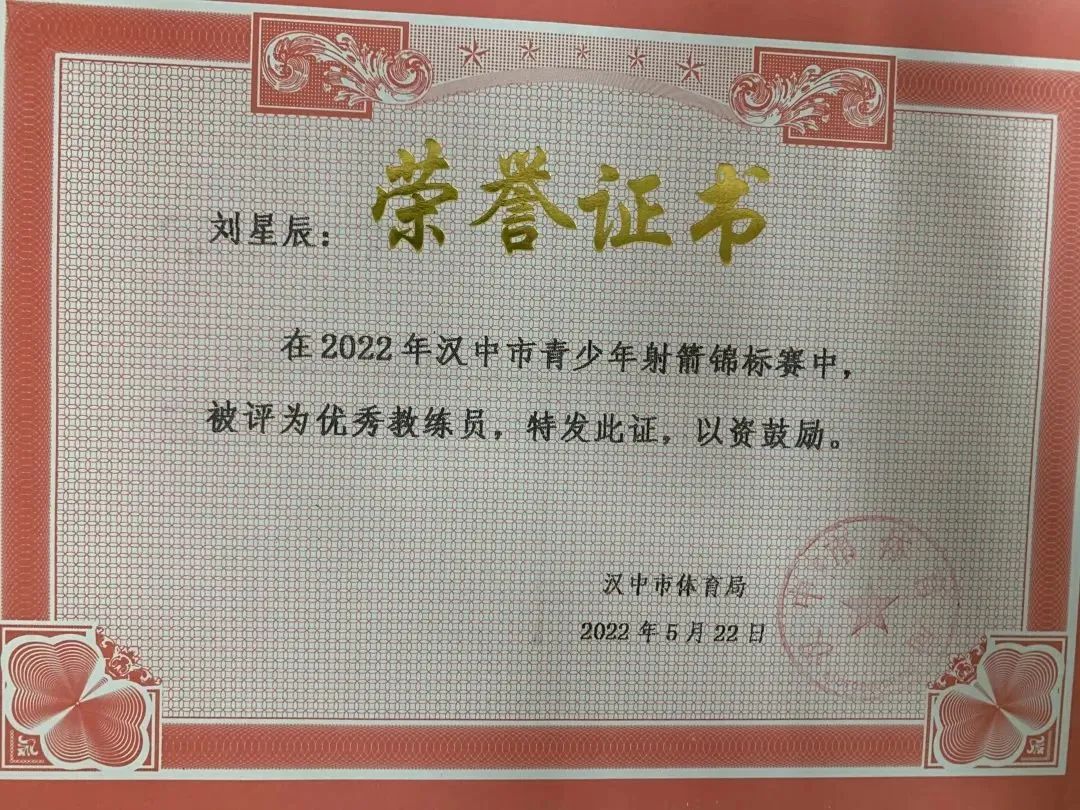 荣誉证书
刘星辰：
在2022年汉中市青少年射箭锦标赛中，
被评为优秀教练员，特发此证，以资鼓励。
汉中市体育局
2022年5月22日